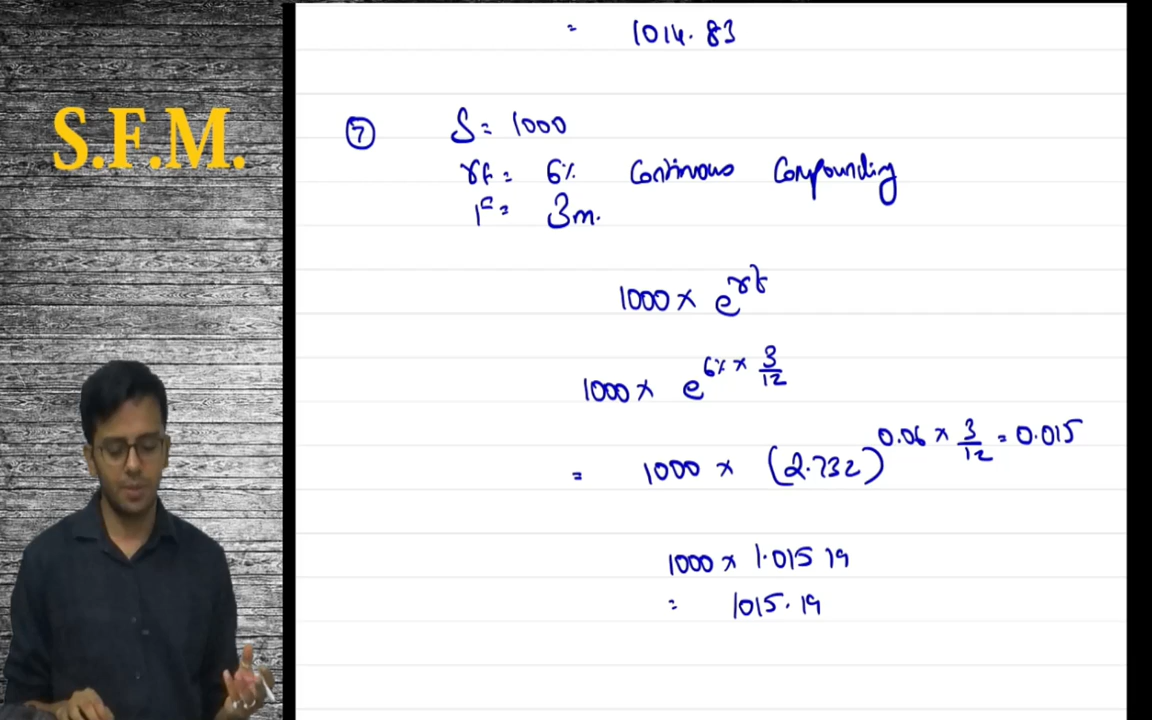 S.F.M.
= 1014.83
⑦ S = 1000
rf = 6% Continuous Compounding
F = 3m.
1000 × e^rt
1000 × e^6% × 3/12
= 1000 × (2.732)^0.06 × 3/12 = 0.015
1000 × 1.01519
= 1015.19